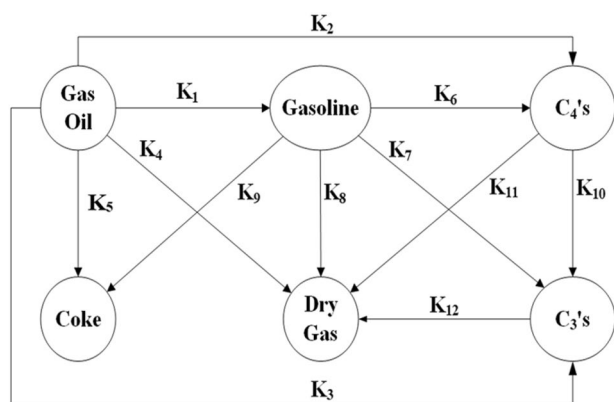 K2
Gas
Oil
K1
Gasoline
K6
C4's
K4
K7
K5
K9
K8
K11
K10
Coke
Dry
Gas
K12
C3's
K3